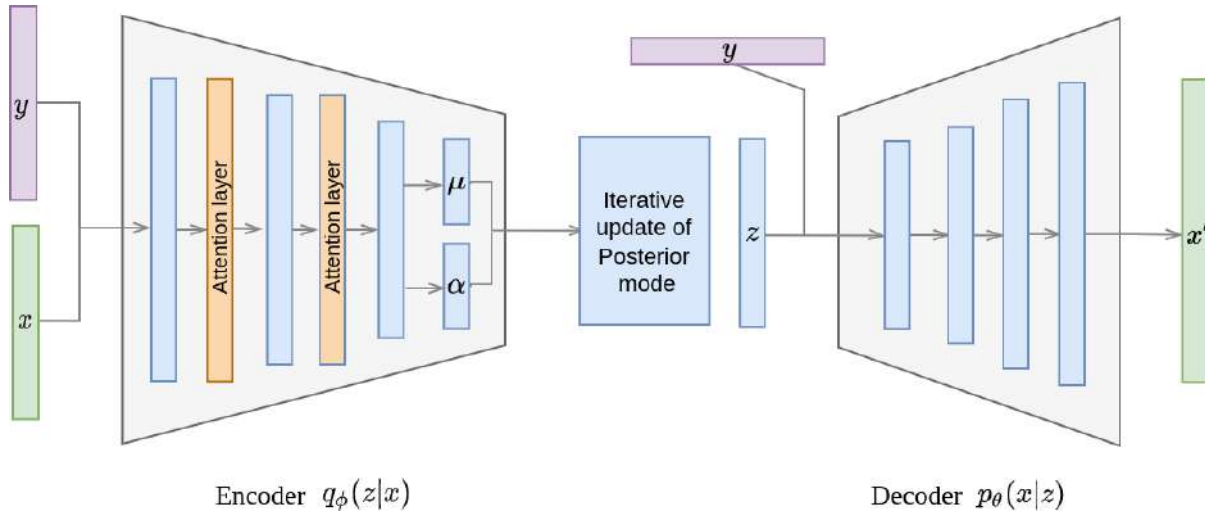 y
x
Attention layer
Attention layer
μ
α
Iterative
update of
Posterior
mode
y
z
x'
Encoder q_ϕ(z|x)
Decoder p_θ(x|z)